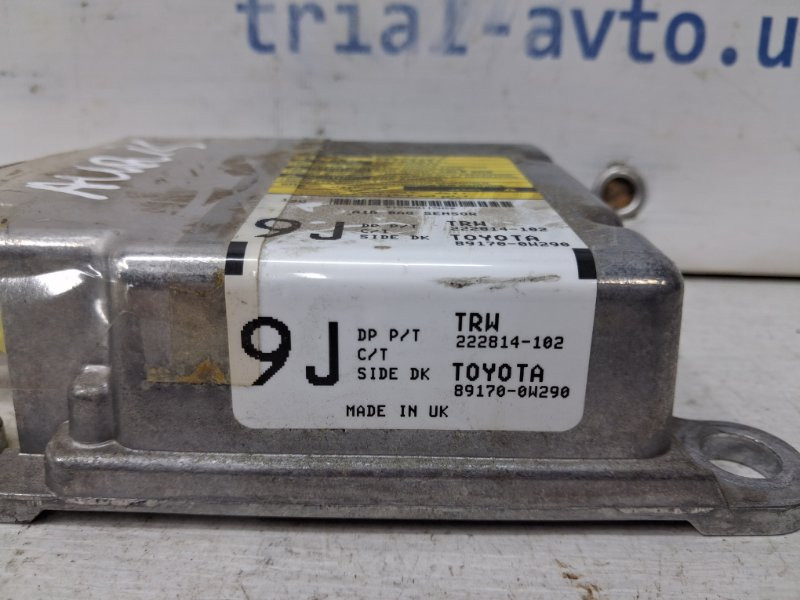 trial-avto.u
AURIS
AIR BAG SENSOR
9J
DP P/T TRW
C/T 222814-102
SIDE DK TOYOTA
89170-0W290
9J
DP P/T TRW
C/T 222814-102
SIDE DK TOYOTA
89170-0W290
MADE IN UK